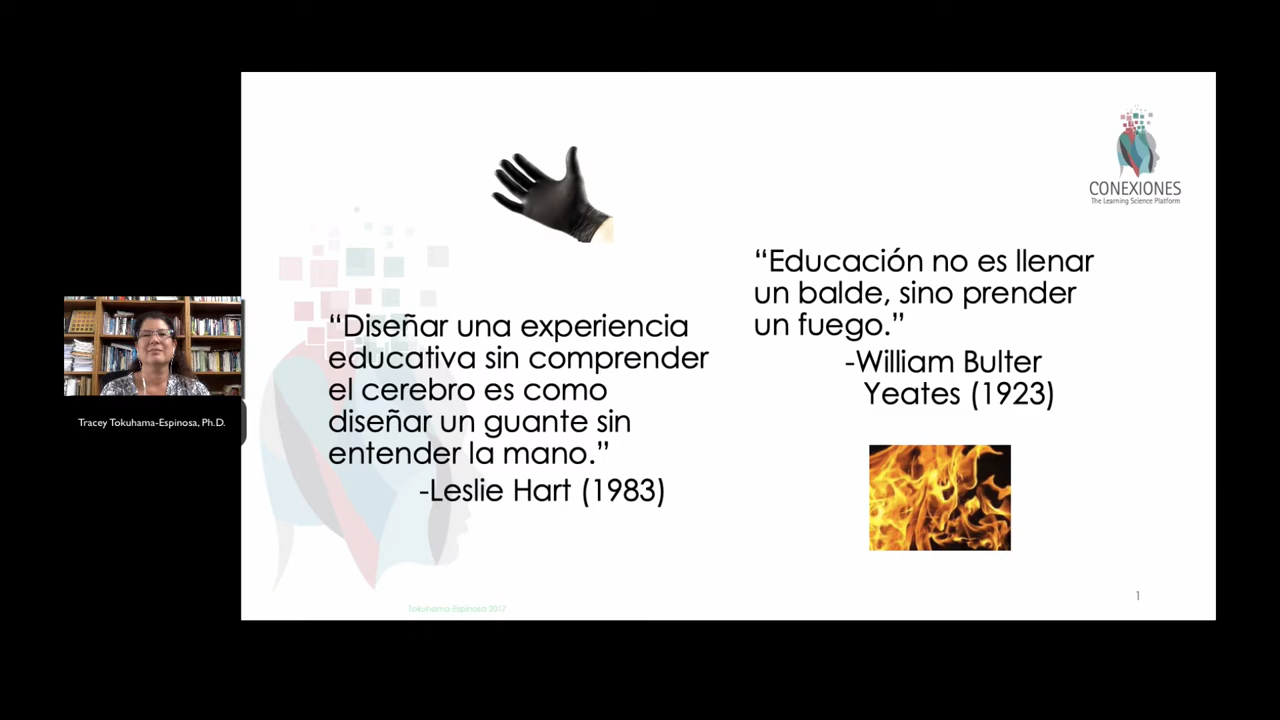 CONEXIONES
The Learning Science Platform
“Diseñar una experiencia
educativa sin comprender
el cerebro es como
diseñar un guante sin
entender la mano.”
-Leslie Hart (1983)
“Educación no es llenar
un balde, sino prender
un fuego.”
-William Bulter
Yeates (1923)
Tracey Tokuhama-Espinosa, Ph.D.
Tokuhama-Espinosa 2017
1